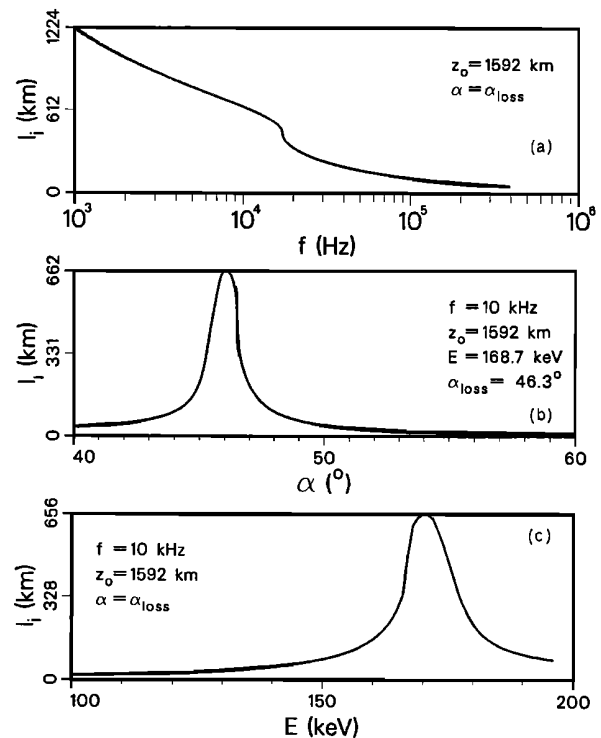 1224
612
0
l_i (km)
z_o=1592 km
α=α_loss
(a)
10^3
10^4
10^5
10^6
f (Hz)
662
331
0
l_i (km)
f =10 kHz
z_o=1592 km
E =168.7 keV
α_loss= 46.3°
(b)
40
50
60
α (°)
656
328
0
l_i (km)
(c)
f =10 kHz
z_o=1592 km
α=α_loss
100
150
200
E (keV)